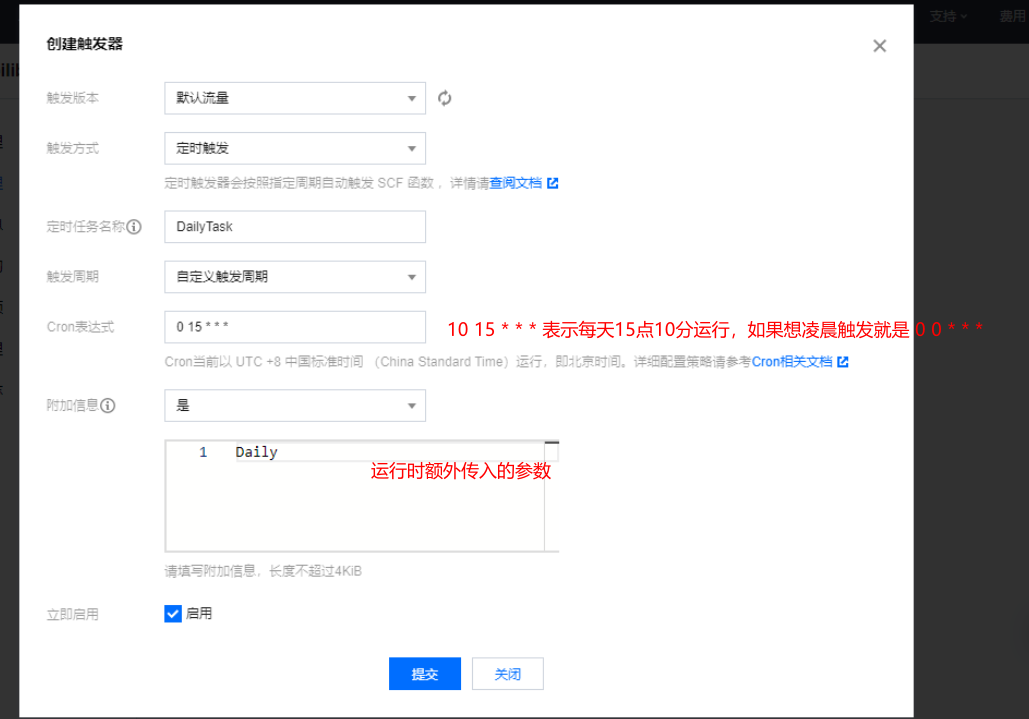 支持
费用
创建触发器
触发版本 默认流量
触发方式 定时触发
定时触发器会按照指定周期自动触发 SCF 函数，详情请查阅文档
定时任务名称 DailyTask
触发周期 自定义触发周期
Cron表达式 0 15 * * * 10 15 * * * 表示每天15点10分运行，如果想凌晨触发就是 0 0 * * *
Cron当前以 UTC +8 中国标准时间 （China Standard Time）运行，即北京时间。详细配置策略请参考Cron相关文档
附加信息 是
1 Daily
运行时额外传入的参数
请填写附加信息，长度不超过4KiB
立即启用 启用
提交 关闭